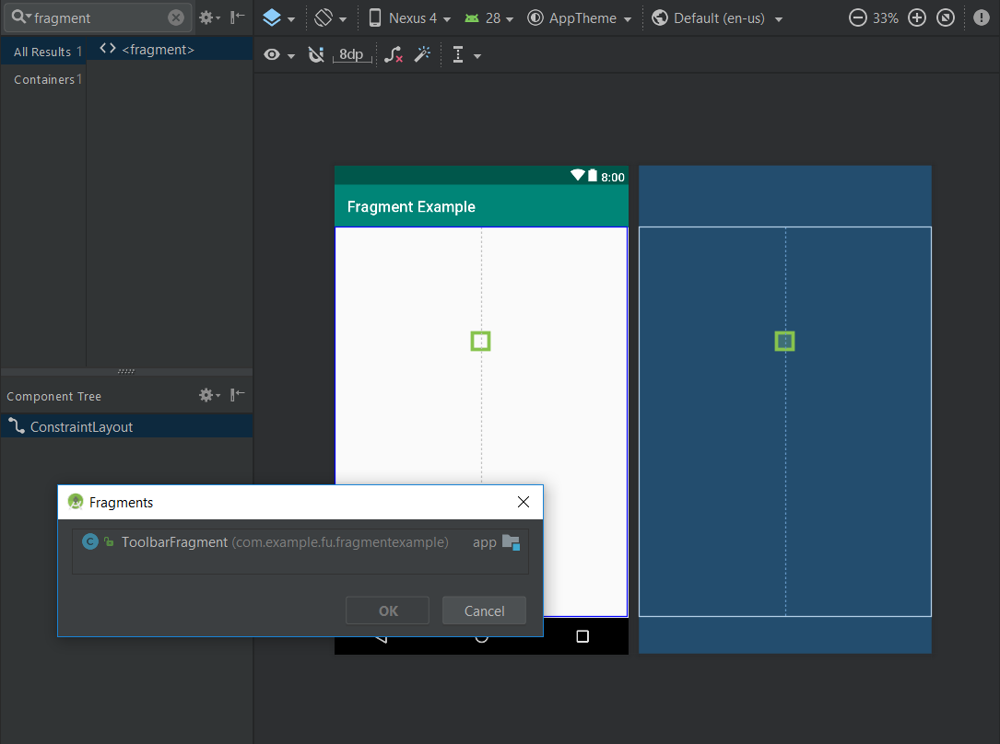 fragment
Nexus 4
28
AppTheme
Default (en-us)
33%
All Results 1
<fragment>
8dp
Containers 1
8:00
Fragment Example
Component Tree
ConstraintLayout
Fragments
C ToolbarFragment (com.example.fu.fragmentexample) app
OK
Cancel